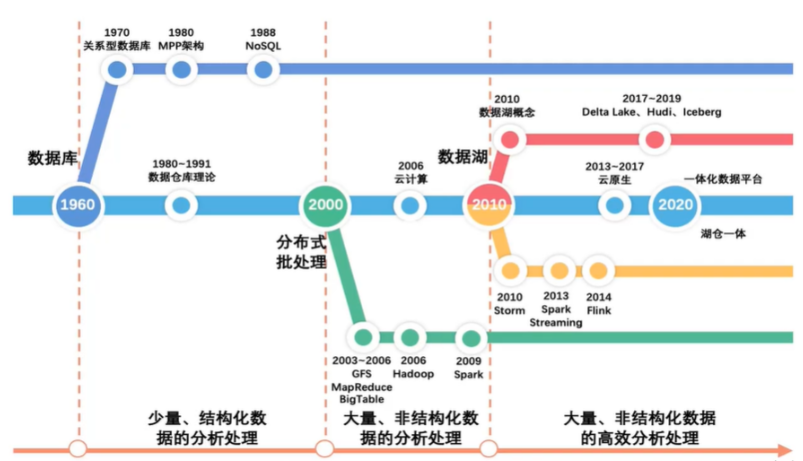 1970
关系型数据库
1980
MPP架构
1988
NoSQL
2010
数据湖概念
2017~2019
Delta Lake、Hudi、Iceberg
数据库
1980~1991
数据仓库理论
2006
云计算
数据湖
2013~2017
云原生
一体化数据平台
1960
2000
2010
2020
湖仓一体
分布式
批处理
2010
Storm
2013
Spark
Streaming
2014
Flink
2003~2006
GFS
MapReduce
BigTable
2006
Hadoop
2009
Spark
少量、结构化数
据的分析处理
大量、非结构化数
据的分析处理
大量、非结构化数据
的高效分析处理